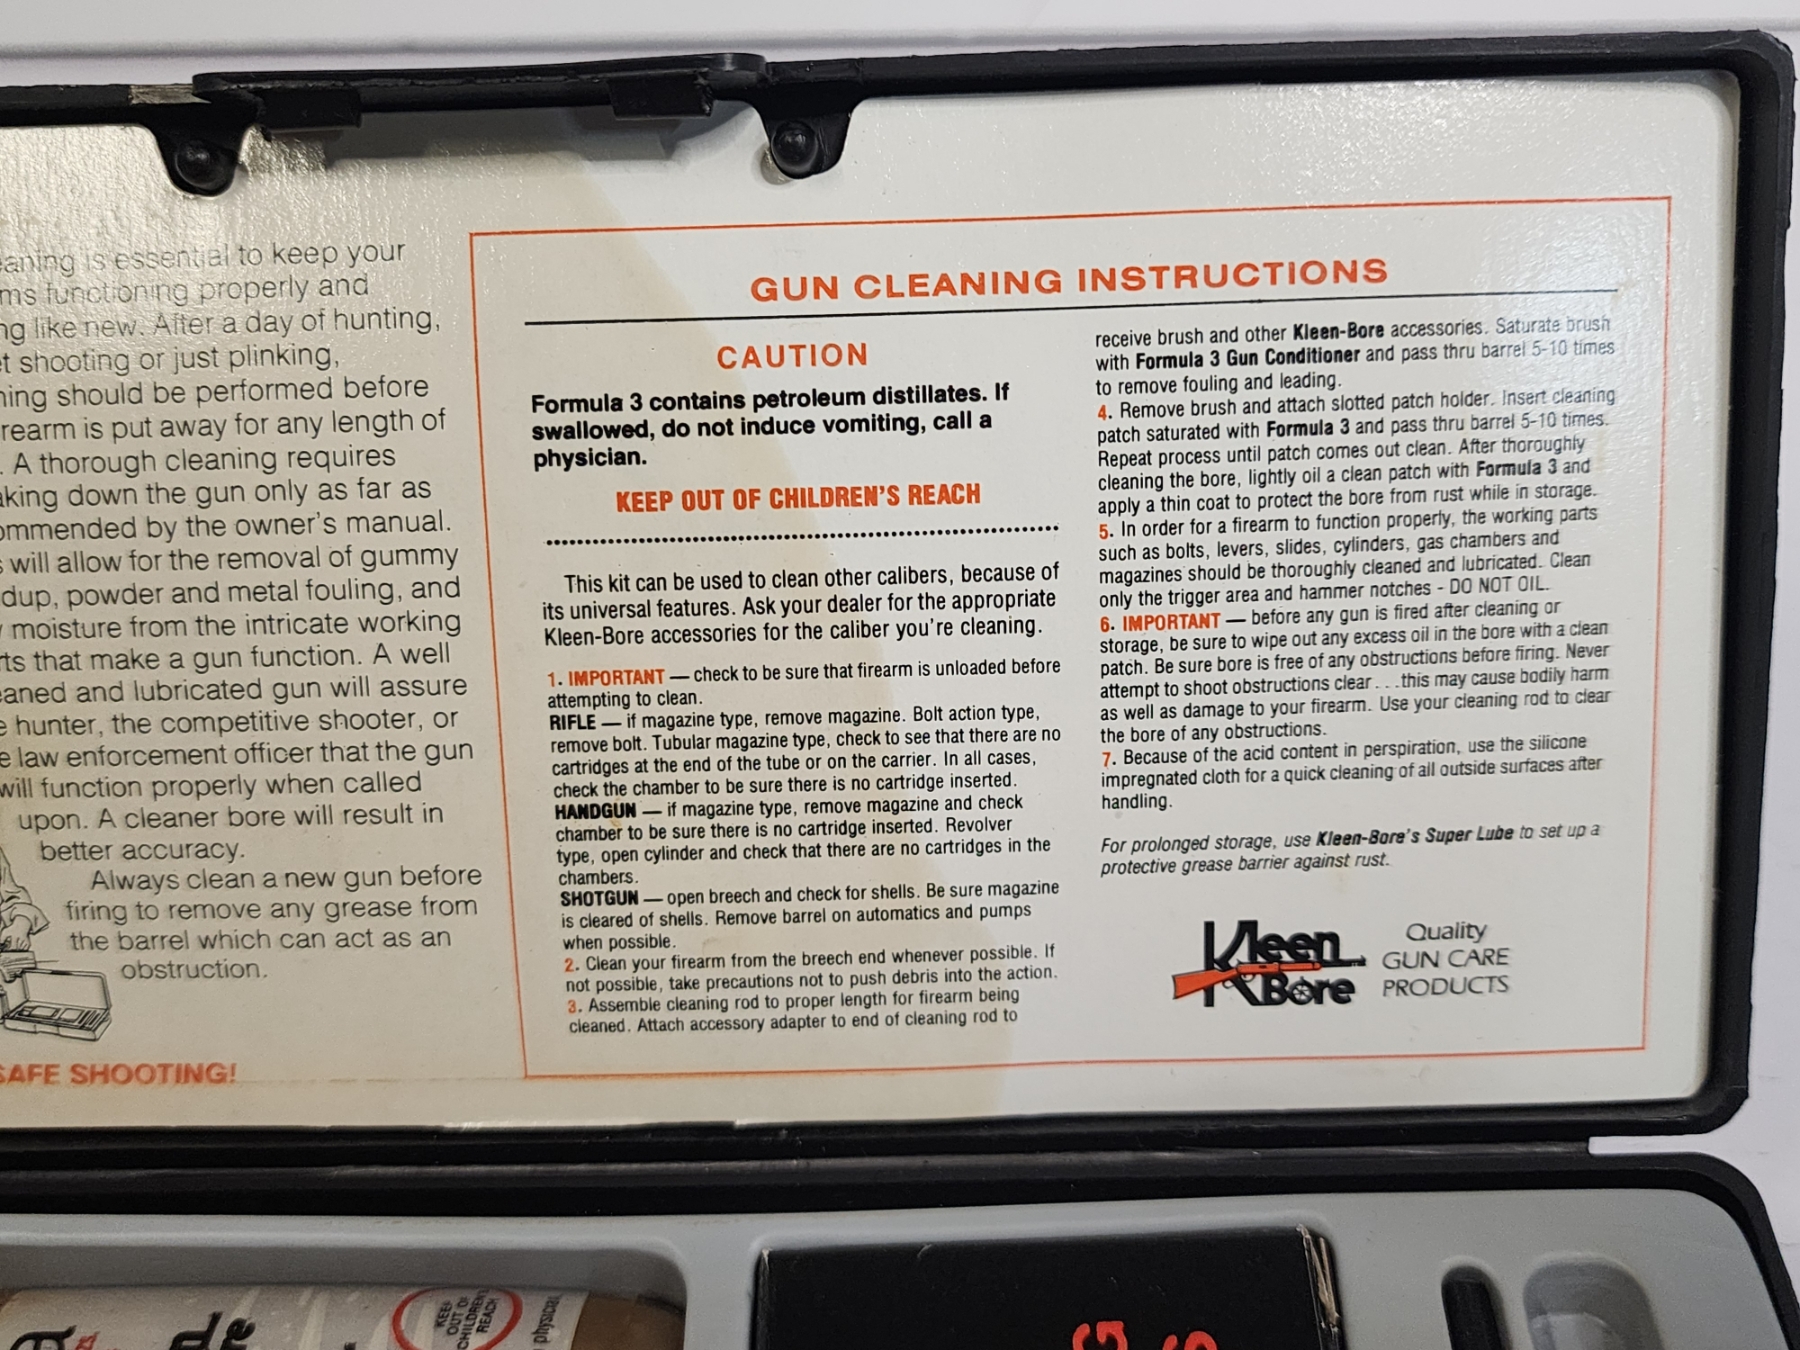 eaning is essential to keep your
ms functioning properly and
ng like new. After a day of hunting,
et shooting or just plinking,
ning should be performed before
rearm is put away for any length of
. A thorough cleaning requires
aking down the gun only as far as
ommended by the owner's manual.
s will allow for the removal of gummy
dup, powder and metal fouling, and
y moisture from the intricate working
rts that make a gun function. A well
eaned and lubricated gun will assure
e hunter, the competitive shooter, or
e law enforcement officer that the gun
will function properly when called
upon. A cleaner bore will result in
better accuracy.
Always clean a new gun before
firing to remove any grease from
the barrel which can act as an
obstruction.
SAFE SHOOTING!
GUN CLEANING INSTRUCTIONS
CAUTION
Formula 3 contains petroleum distillates. If
swallowed, do not induce vomiting, call a
physician.
KEEP OUT OF CHILDREN'S REACH
This kit can be used to clean other calibers, because of
its universal features. Ask your dealer for the appropriate
Kleen-Bore accessories for the caliber you're cleaning.
1. IMPORTANT — check to be sure that firearm is unloaded before
attempting to clean.
RIFLE — if magazine type, remove magazine. Bolt action type,
remove bolt. Tubular magazine type, check to see that there are no
cartridges at the end of the tube or on the carrier. In all cases,
check the chamber to be sure there is no cartridge inserted.
HANDGUN — if magazine type, remove magazine and check
chamber to be sure there is no cartridge inserted. Revolver
type, open cylinder and check that there are no cartridges in the
chambers.
SHOTGUN — open breech and check for shells. Be sure magazine
is cleared of shells. Remove barrel on automatics and pumps
when possible.
2. Clean your firearm from the breech end whenever possible. If
not possible, take precautions not to push debris into the action.
3. Assemble cleaning rod to proper length for firearm being
cleaned. Attach accessory adapter to end of cleaning rod to
receive brush and other Kleen-Bore accessories. Saturate brush
with Formula 3 Gun Conditioner and pass thru barrel 5-10 times
to remove fouling and leading.
4. Remove brush and attach slotted patch holder. Insert cleaning
patch saturated with Formula 3 and pass thru barrel 5-10 times.
Repeat process until patch comes out clean. After thoroughly
cleaning the bore, lightly oil a clean patch with Formula 3 and
apply a thin coat to protect the bore from rust while in storage.
5. In order for a firearm to function properly, the working parts
such as bolts, levers, slides, cylinders, gas chambers and
magazines should be thoroughly cleaned and lubricated. Clean
only the trigger area and hammer notches - DO NOT OIL.
6. IMPORTANT — before any gun is fired after cleaning or
storage, be sure to wipe out any excess oil in the bore with a clean
patch. Be sure bore is free of any obstructions before firing. Never
attempt to shoot obstructions clear . . .this may cause bodily harm
as well as damage to your firearm. Use your cleaning rod to clear
the bore of any obstructions.
7. Because of the acid content in perspiration, use the silicone
impregnated cloth for a quick cleaning of all outside surfaces after
handling.
For prolonged storage, use Kleen-Bore's Super Lube to set up a
protective grease barrier against rust.
Kleen
Bore
Quality
GUN CARE
PRODUCTS
KEEP
OUT OF
CHILDREN
REACH